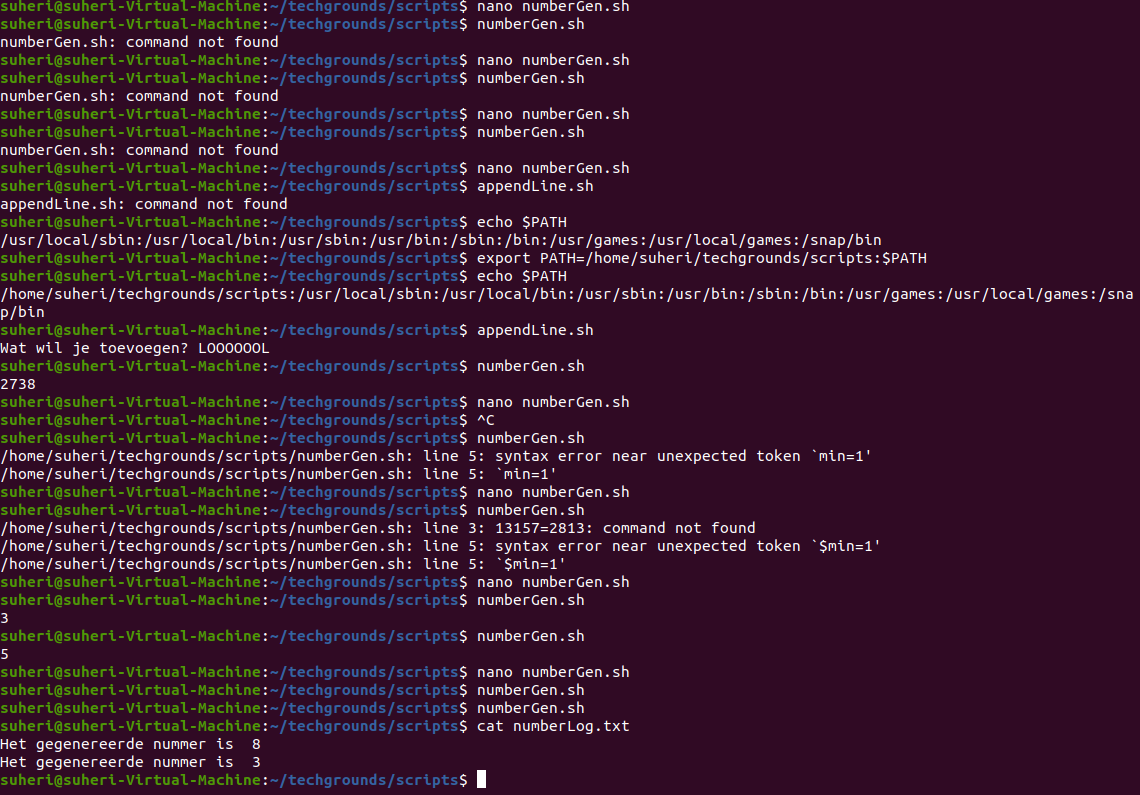 suheri@suheri-Virtual-Machine:~/techgrounds/scripts$ nano numberGen.sh
suheri@suheri-Virtual-Machine:~/techgrounds/scripts$ numberGen.sh
numberGen.sh: command not found
suheri@suheri-Virtual-Machine:~/techgrounds/scripts$ nano numberGen.sh
suheri@suheri-Virtual-Machine:~/techgrounds/scripts$ numberGen.sh
numberGen.sh: command not found
suheri@suheri-Virtual-Machine:~/techgrounds/scripts$ nano numberGen.sh
suheri@suheri-Virtual-Machine:~/techgrounds/scripts$ numberGen.sh
numberGen.sh: command not found
suheri@suheri-Virtual-Machine:~/techgrounds/scripts$ nano numberGen.sh
suheri@suheri-Virtual-Machine:~/techgrounds/scripts$ appendLine.sh
appendLine.sh: command not found
suheri@suheri-Virtual-Machine:~/techgrounds/scripts$ echo $PATH
/usr/local/sbin:/usr/local/bin:/usr/sbin:/usr/bin:/sbin:/bin:/usr/games:/usr/local/games:/snap/bin
suheri@suheri-Virtual-Machine:~/techgrounds/scripts$ export PATH=/home/suheri/techgrounds/scripts:$PATH
suheri@suheri-Virtual-Machine:~/techgrounds/scripts$ echo $PATH
/home/suheri/techgrounds/scripts:/usr/local/sbin:/usr/local/bin:/usr/sbin:/usr/bin:/sbin:/bin:/usr/games:/usr/local/games:/sna
p/bin
suheri@suheri-Virtual-Machine:~/techgrounds/scripts$ appendLine.sh
Wat wil je toevoegen? LOOOOOOL
suheri@suheri-Virtual-Machine:~/techgrounds/scripts$ numberGen.sh
2738
suheri@suheri-Virtual-Machine:~/techgrounds/scripts$ nano numberGen.sh
suheri@suheri-Virtual-Machine:~/techgrounds/scripts$ ^C
suheri@suheri-Virtual-Machine:~/techgrounds/scripts$ numberGen.sh
/home/suheri/techgrounds/scripts/numberGen.sh: line 5: syntax error near unexpected token `min=1'
/home/suheri/techgrounds/scripts/numberGen.sh: line 5: `min=1'
suheri@suheri-Virtual-Machine:~/techgrounds/scripts$ nano numberGen.sh
suheri@suheri-Virtual-Machine:~/techgrounds/scripts$ numberGen.sh
/home/suheri/techgrounds/scripts/numberGen.sh: line 3: 13157=2813: command not found
/home/suheri/techgrounds/scripts/numberGen.sh: line 5: syntax error near unexpected token `$min=1'
/home/suheri/techgrounds/scripts/numberGen.sh: line 5: `$min=1'
suheri@suheri-Virtual-Machine:~/techgrounds/scripts$ nano numberGen.sh
suheri@suheri-Virtual-Machine:~/techgrounds/scripts$ numberGen.sh
3
suheri@suheri-Virtual-Machine:~/techgrounds/scripts$ numberGen.sh
5
suheri@suheri-Virtual-Machine:~/techgrounds/scripts$ nano numberGen.sh
suheri@suheri-Virtual-Machine:~/techgrounds/scripts$ numberGen.sh
suheri@suheri-Virtual-Machine:~/techgrounds/scripts$ numberGen.sh
suheri@suheri-Virtual-Machine:~/techgrounds/scripts$ cat numberLog.txt
Het gegenereerde nummer is  8
Het gegenereerde nummer is  3
suheri@suheri-Virtual-Machine:~/techgrounds/scripts$